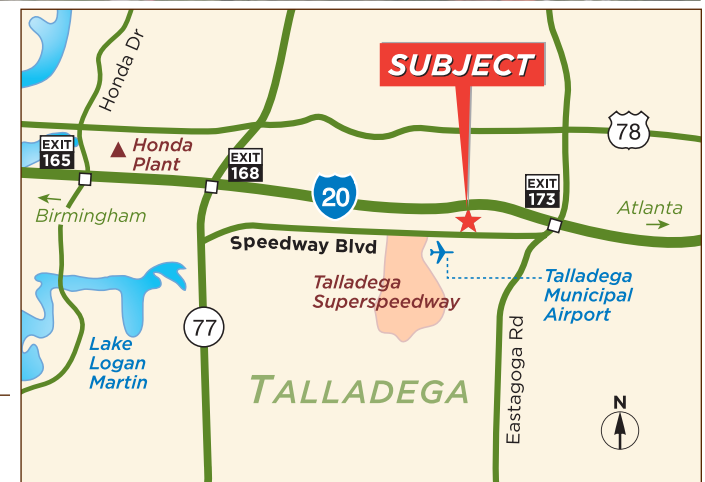 Honda Dr
SUBJECT
78
EXIT
165
Honda
Plant
EXIT
168
20
EXIT
173
Birmingham
Atlanta
Speedway Blvd
Talladega
Superspeedway
Talladega
Municipal
Airport
77
Lake
Logan
Martin
Eastagoga Rd
TALLADEGA
N